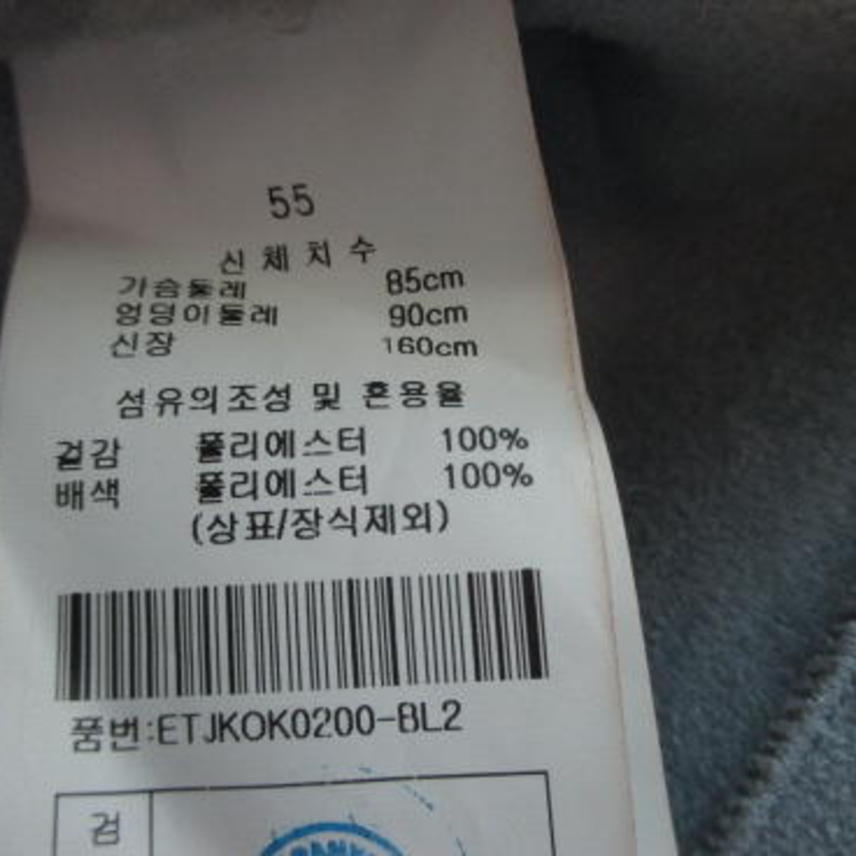 55
신체치수
가슴둘레 85cm
엉덩이둘레 90cm
신장 160cm
섬유의조성 및 혼용율
겉감 폴리에스터 100%
배색 폴리에스터 100%
(상표/장식제외)
품번:ETJKOK0200-BL2
검